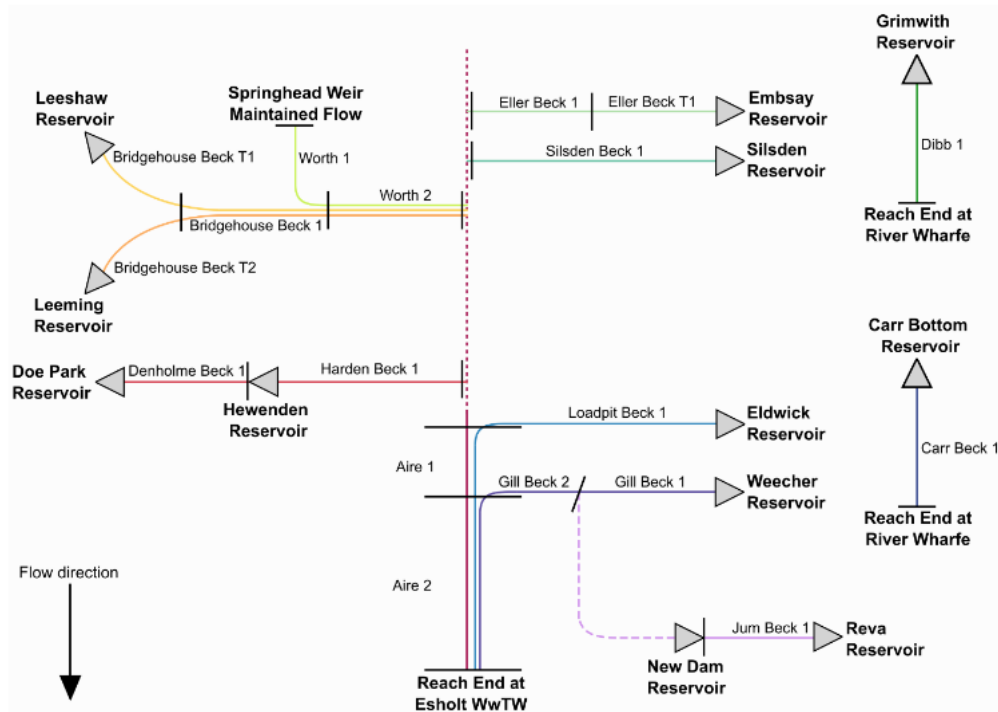 Grimwith
Reservoir
Leeshaw
Reservoir
Springhead Weir
Maintained Flow
Eller Beck 1
Eller Beck T1
Embsay
Reservoir
Bridgehouse Beck T1
Worth 1
Silsden Beck 1
Silsden
Reservoir
Dibb 1
Worth 2
Bridgehouse Beck 1
Reach End at
River Wharfe
Bridgehouse Beck T2
Leeming
Reservoir
Carr Bottom
Reservoir
Doe Park
Reservoir
Denholme Beck 1
Harden Beck 1
Hewenden
Reservoir
Loadpit Beck 1
Eldwick
Reservoir
Carr Beck 1
Aire 1
Gill Beck 2
Gill Beck 1
Weecher
Reservoir
Reach End at
River Wharfe
Flow direction
Aire 2
Jum Beck 1
Reva
Reservoir
New Dam
Reservoir
Reach End at
Esholt WwTW